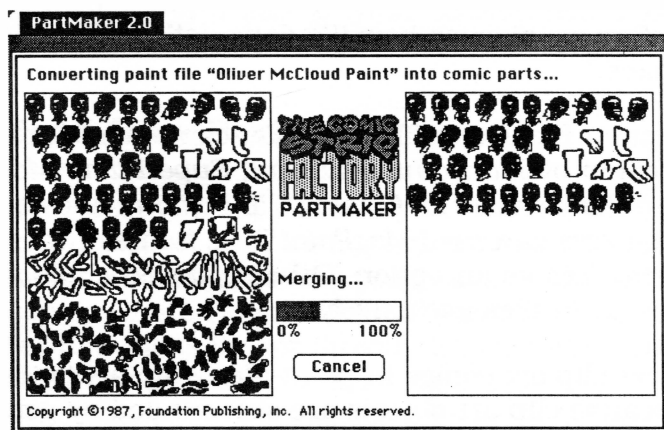 PartMaker 2.0
Converting paint file “Oliver McCloud Paint” into comic parts...
THE COMIC
STRIP
FACTORY
PARTMAKER
Merging...
0% 100%
Cancel
Copyright ©1987, Foundation Publishing, Inc. All rights reserved.